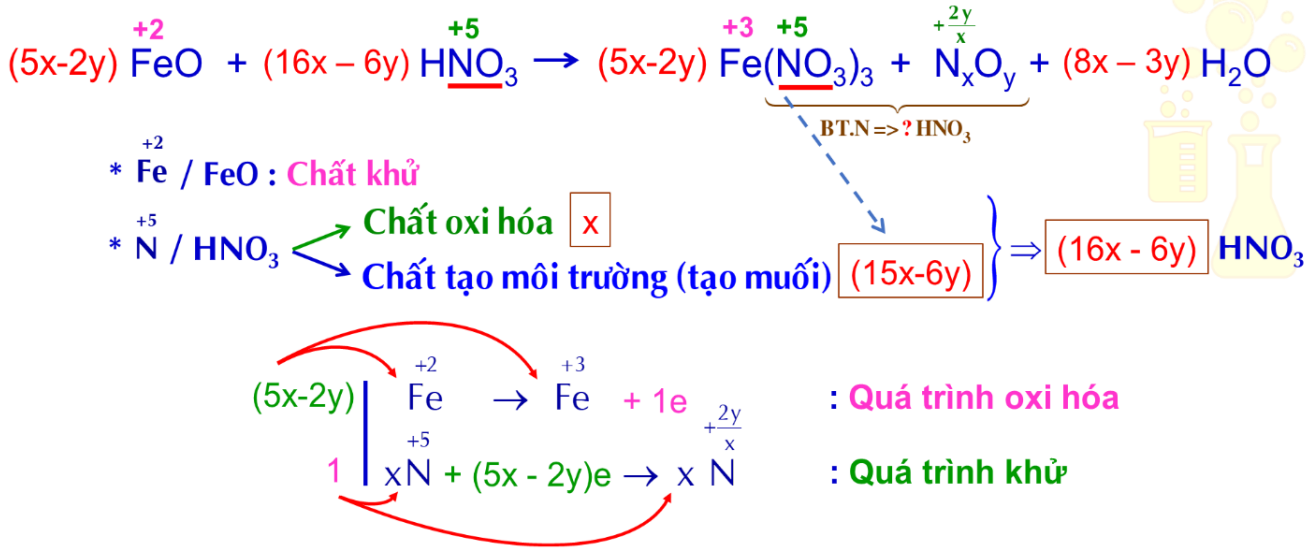 +2 +5 +3 +5 +2y/x
(5x-2y) FeO + (16x – 6y) HNO₃ → (5x-2y) Fe(NO₃)₃ + NₓOᵧ + (8x – 3y) H₂O
BT.N => ? HNO₃
+2
* Fe / FeO : Chất khử
+5
* N / HNO₃
Chất oxi hóa x
Chất tạo môi trường (tạo muối) (15x-6y) ⇒ (16x - 6y) HNO₃
+2 +3
(5x-2y) Fe → Fe + 1e : Quá trình oxi hóa
+5 +2y/x
1 xN + (5x - 2y)e → x N : Quá trình khử